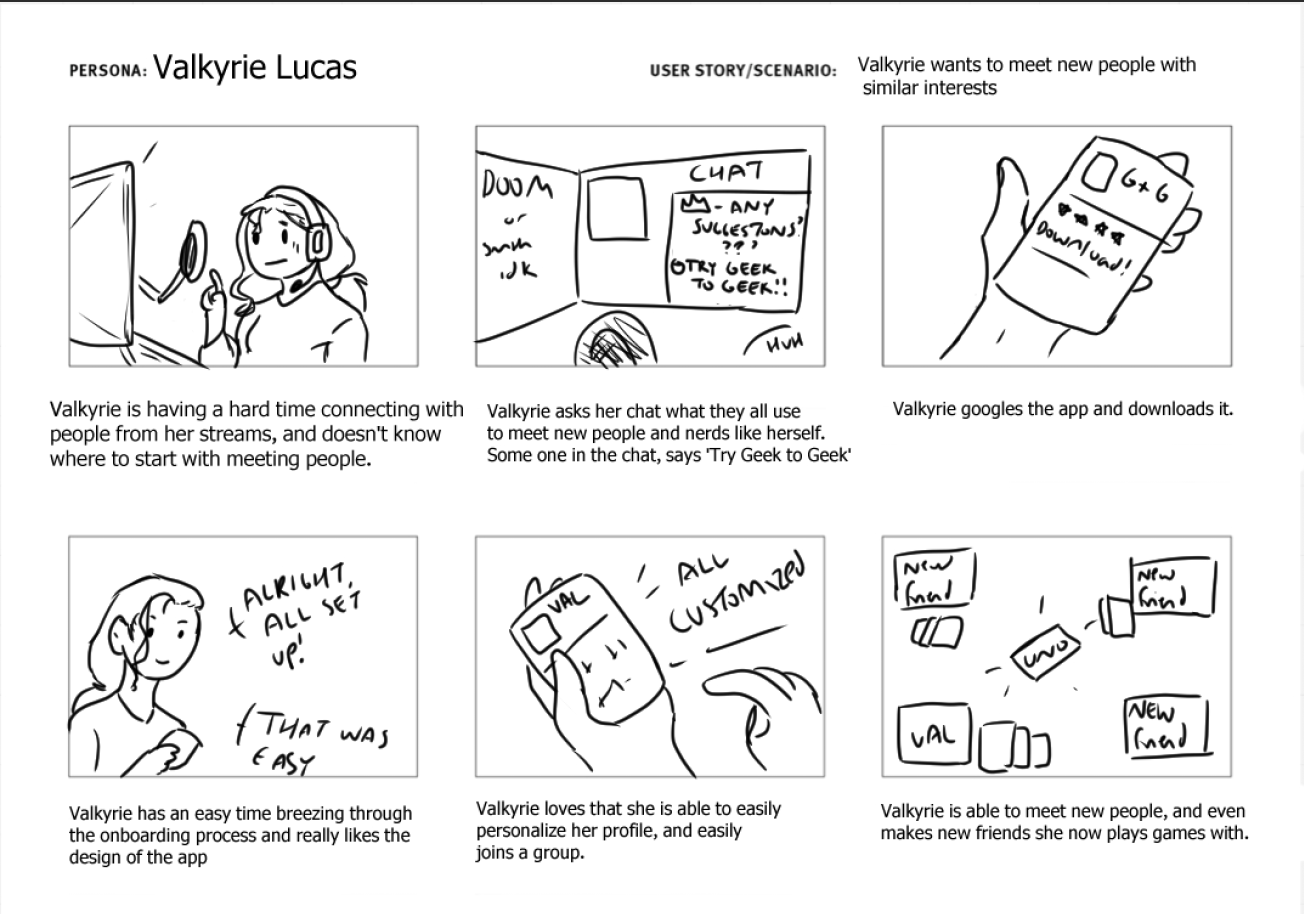 PERSONA: Valkyrie Lucas
USER STORY/SCENARIO: Valkyrie wants to meet new people with
similar interests
DOOM
or
smth
idk
CHAT
- ANY
SUGGESTIONS?
???
TRY GEEK
TO GEEK!!
HUH
G+G
Download!
Valkyrie is having a hard time connecting with
people from her streams, and doesn't know
where to start with meeting people.
Valkyrie asks her chat what they all use
to meet new people and nerds like herself.
Some one in the chat, says 'Try Geek to Geek'
Valkyrie googles the app and downloads it.
ALRIGHT,
ALL SET
UP!
THAT WAS
EASY
VAL
ALL
CUSTOMIZED
New
friend
New
friend
UNO
VAL
NEW
friend
Valkyrie has an easy time breezing through
the onboarding process and really likes the
design of the app
Valkyrie loves that she is able to easily
personalize her profile, and easily
joins a group.
Valkyrie is able to meet new people, and even
makes new friends she now plays games with.